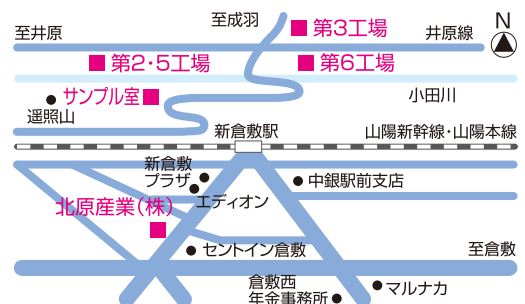 至成羽
N
第3工場
至井原
井原線
第2・5工場
第6工場
サンプル室
小田川
遥照山
新倉敷駅
山陽新幹線・山陽本線
新倉敷
プラザ
中銀駅前支店
エディオン
北原産業(株)
セントイン倉敷
至倉敷
倉敷西
年金事務所
マルナカ